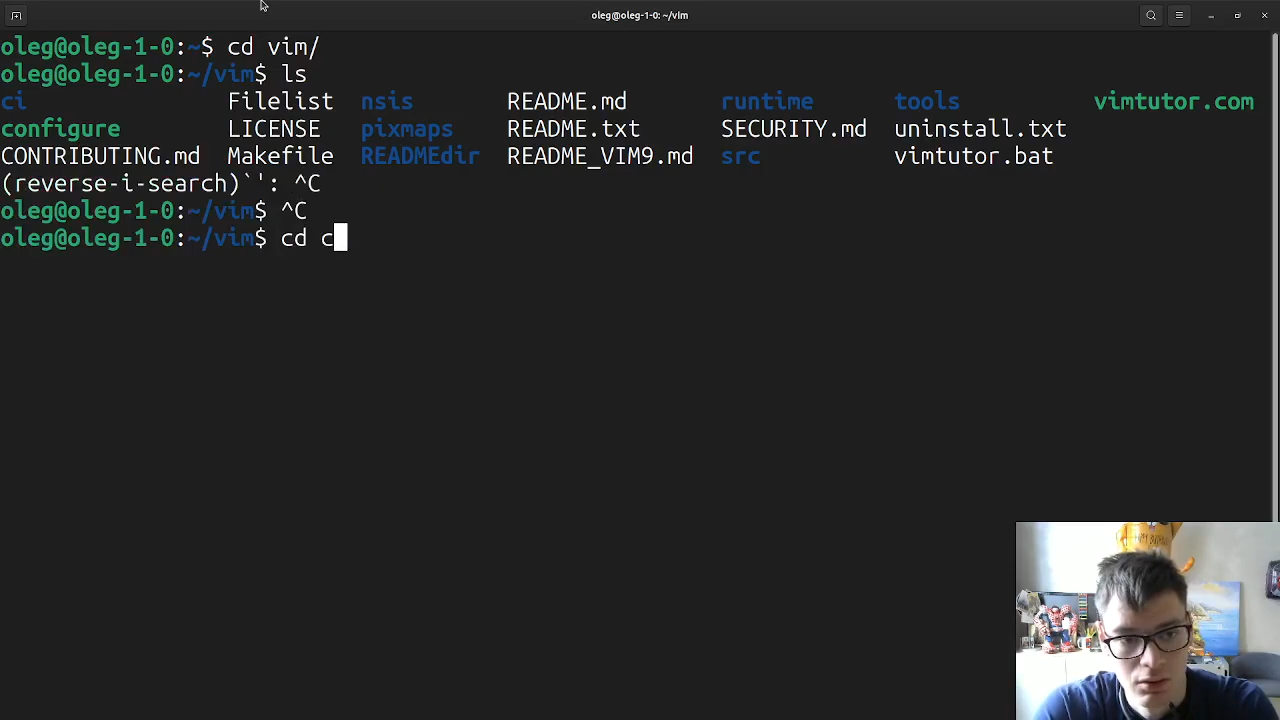 oleg@oleg-1-0: ~/vim
oleg@oleg-1-0:~$ cd vim/
oleg@oleg-1-0:~/vim$ ls
ci Filelist nsis README.md runtime tools vimtutor.com
configure LICENSE pixmaps README.txt SECURITY.md uninstall.txt
CONTRIBUTING.md Makefile READMEdir README_VIM9.md src vimtutor.bat
(reverse-i-search)`': ^C
oleg@oleg-1-0:~/vim$ ^C
oleg@oleg-1-0:~/vim$ cd c